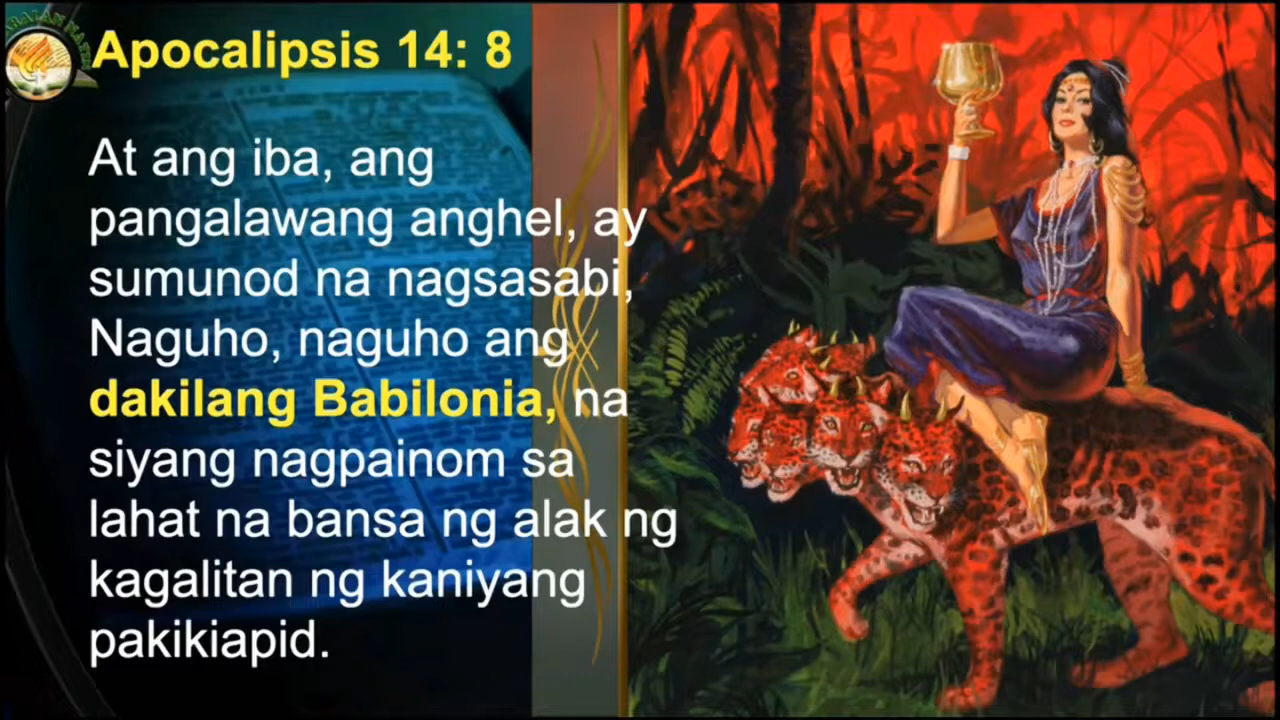 Apocalipsis 14: 8
At ang iba, ang
pangalawang anghel, ay
sumunod na nagsasabi,
Naguho, naguho ang
dakilang Babilonia, na
siyang nagpainom sa
lahat na bansa ng alak ng
kagalitan ng kaniyang
pakikiapid.